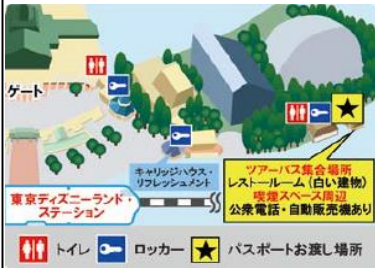 ゲート
ツアーバス集合場所
レストルーム (白い建物)
喫煙スペース周辺
公衆電話・自動販売機あり
キャリッジハウス・
リフレッシュメント
東京ディズニーランド・
ステーション
トイレ ロッカー パスポートお渡し場所